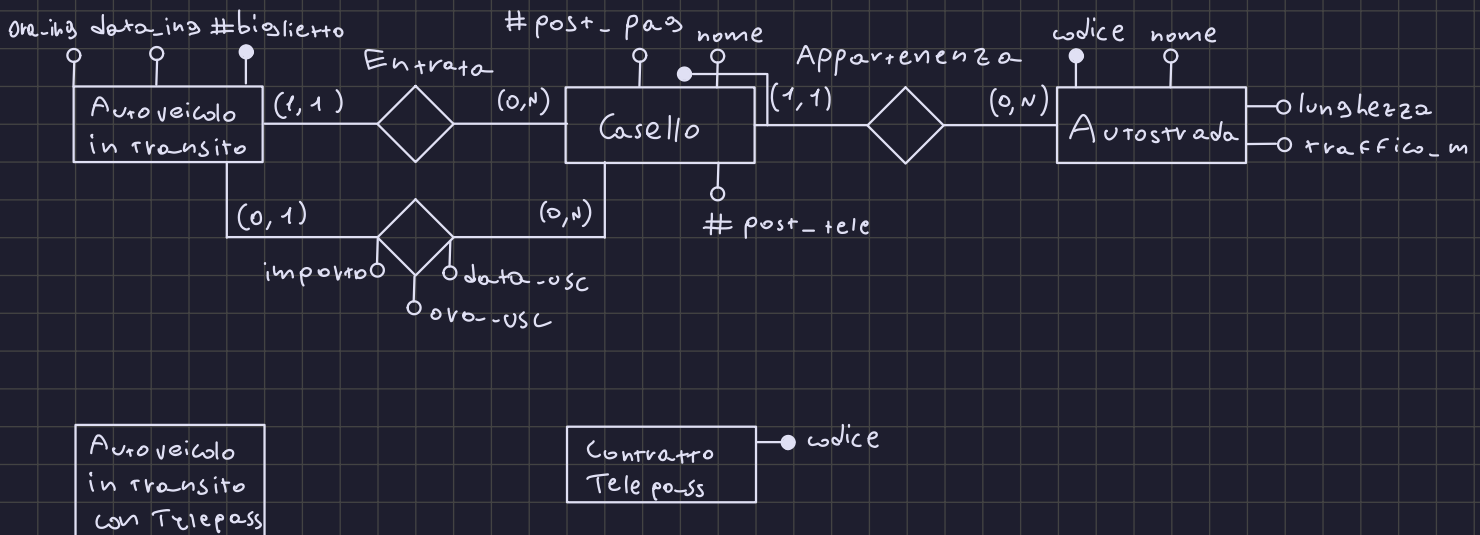 Ora_ing data_ing #biglietto
# post_pag nome
codice nome
Entrata
Appartenenza
Autoveicolo
in transito
(1,1)
(0,N)
Casello
(1,1)
(0,N)
Autostrada
lunghezza
traffico_m
(0,1)
(0,N)
# post_tele
importo
data_usc
ora_usc
Autoveicolo
in transito
con Telepass
Contratto
Telepass
codice